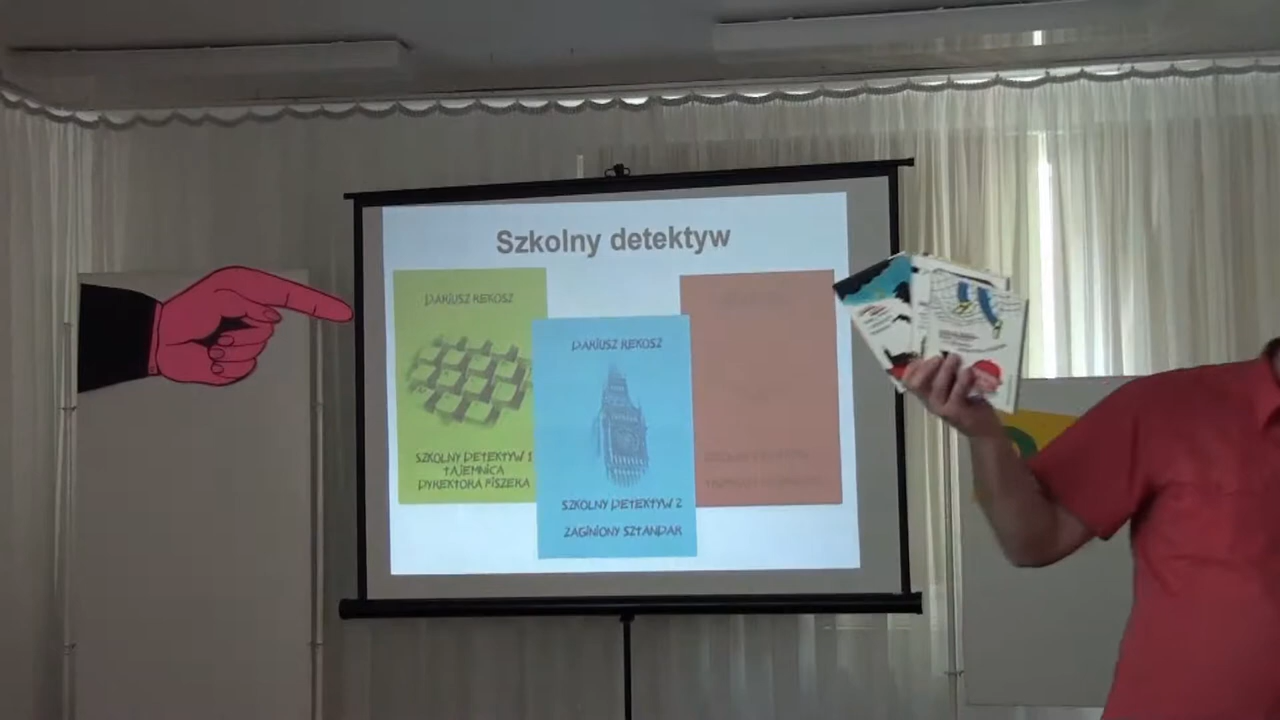 Szkolny detektyw
DARIUSZ REKOSZ
SZKOLNY DETEKTYW 1
TAJEMNICA
DYREKTORA FISZERA
DARIUSZ REKOSZ
SZKOLNY DETEKTYW 2
ZAGINIONY SZTANDAR